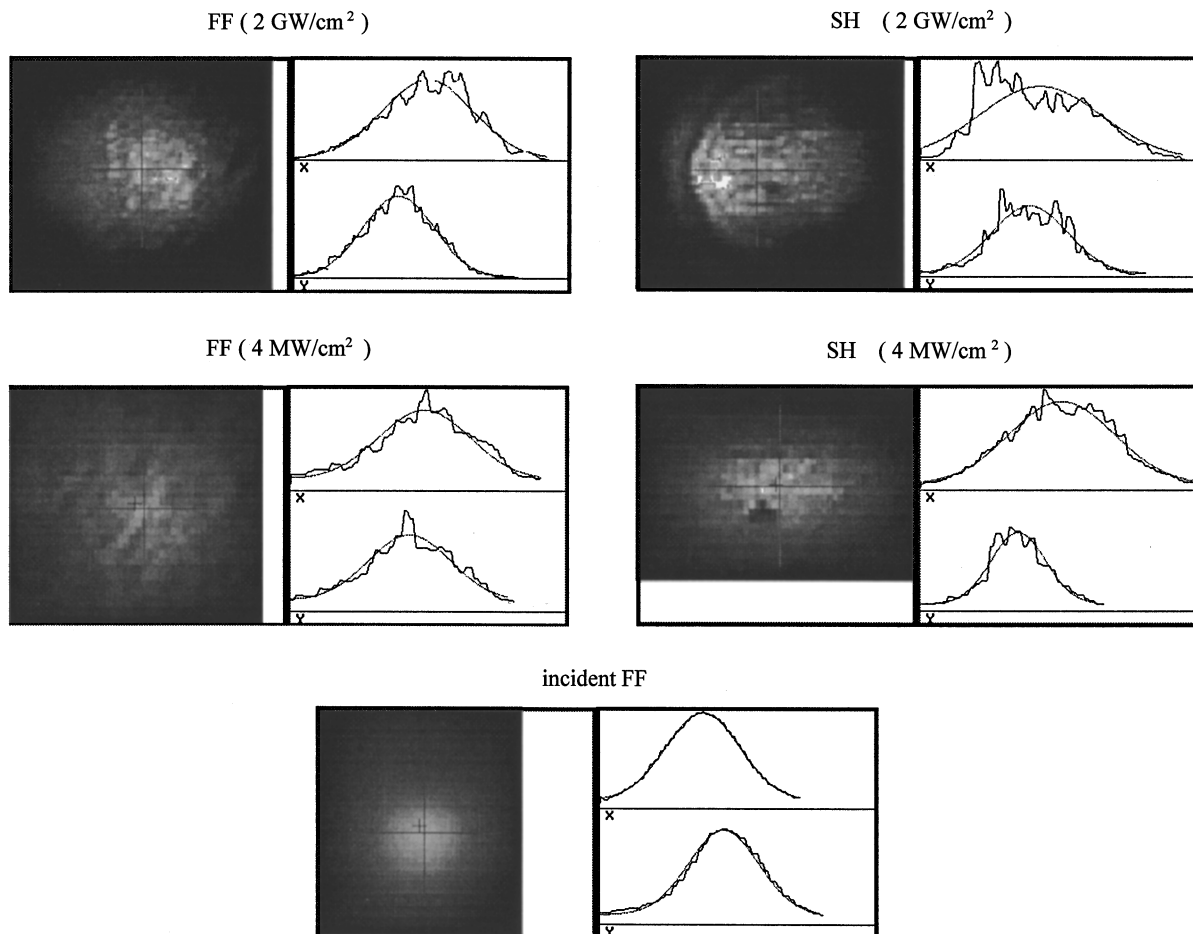 FF ( 2 GW/cm² )
SH ( 2 GW/cm² )
X
Y
X
Y
FF ( 4 MW/cm² )
SH ( 4 MW/cm² )
X
Y
X
Y
incident FF
X
Y